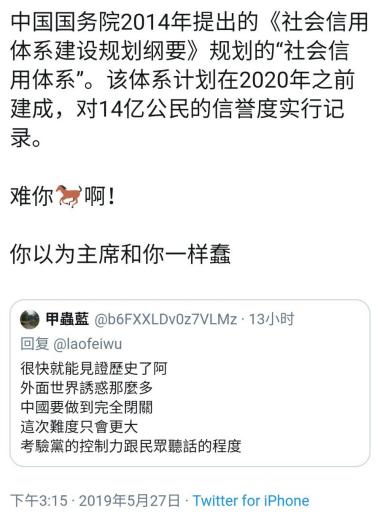 中国国务院2014年提出的《社会信用
体系建设规划纲要》规划的“社会信
用体系”。该体系计划在2020年之前
建成，对14亿公民的信誉度实行记
录。
难你🐎啊！
你以为主席和你一样蠢
甲蟲藍 @b6FXXLDv0z7VLMz · 13小时
回复 @laofeiwu
很快就能見證歷史了阿
外面世界誘惑那麼多
中國要做到完全閉關
這次難度只會更大
考驗黨的控制力跟民眾聽話的程度
下午3:15 · 2019年5月27日 · Twitter for iPhone